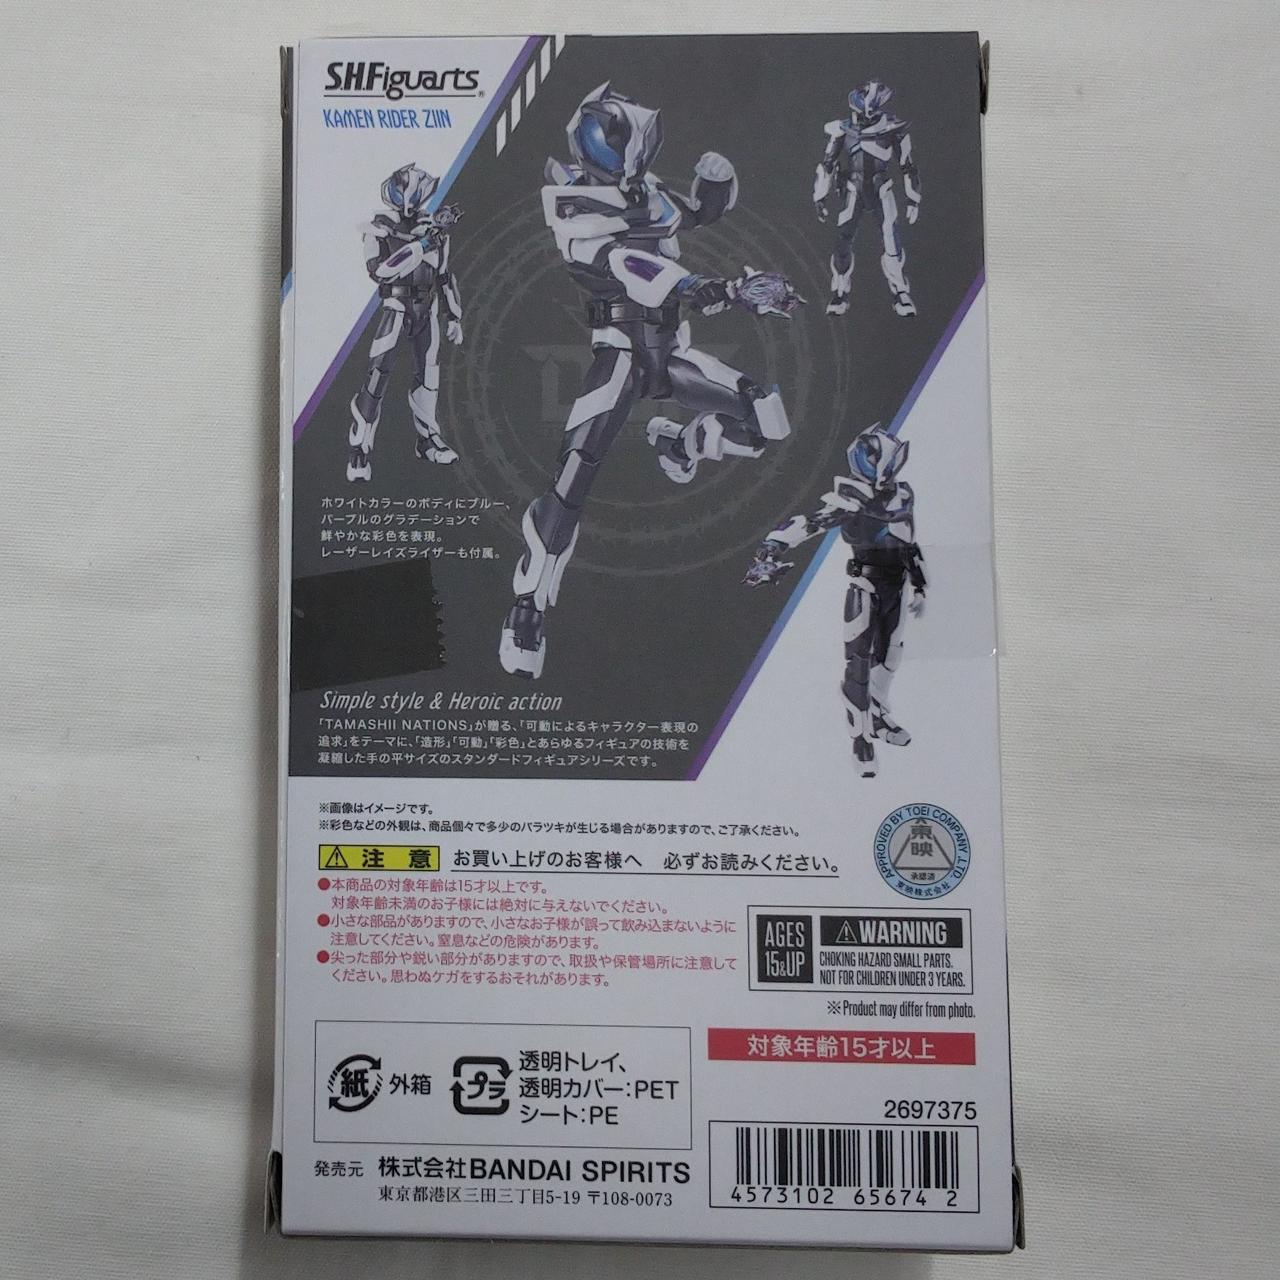 S.H.Figuarts®
KAMEN RIDER ZIIN
ホワイトカラーのボディにブルー、
パープルのグラデーションで
鮮やかな彩色を表現。
レーザーレイズライザーも付属。
Simple style & Heroic action
「TAMASHII NATIONS」が贈る、「可動によるキャラクター表現の
追求」をテーマに、「造形」「可動」「彩色」とあらゆるフィギュアの技術を
凝縮した手の平サイズのスタンダードフィギュアシリーズです。
※画像はイメージです。
※彩色などの外観は、商品個々で多少のバラツキが生じる場合がありますので、ご了承ください。
注意 お買い上げのお客様へ 必ずお読みください。
●本商品の対象年齢は15才以上です。
対象年齢未満のお子様には絶対に与えないでください。
●小さな部品がありますので、小さなお子様が誤って飲み込まないように
注意してください。窒息などの危険があります。
●尖った部分や鋭い部分がありますので、取扱や保管場所に注意して
ください。思わぬケガをするおそれがあります。
APPROVED BY TOEI COMPANY, LTD.
東映
承認済
東映株式会社
AGES
15&UP
WARNING
CHOKING HAZARD SMALL PARTS.
NOT FOR CHILDREN UNDER 3 YEARS.
※Product may differ from photo.
対象年齢15才以上
紙 外箱
プラ
透明トレイ、
透明カバー:PET
シート:PE
2697375
発売元 株式会社BANDAI SPIRITS
東京都港区三田三丁目5-19 〒108-0073
4573102 65674 2